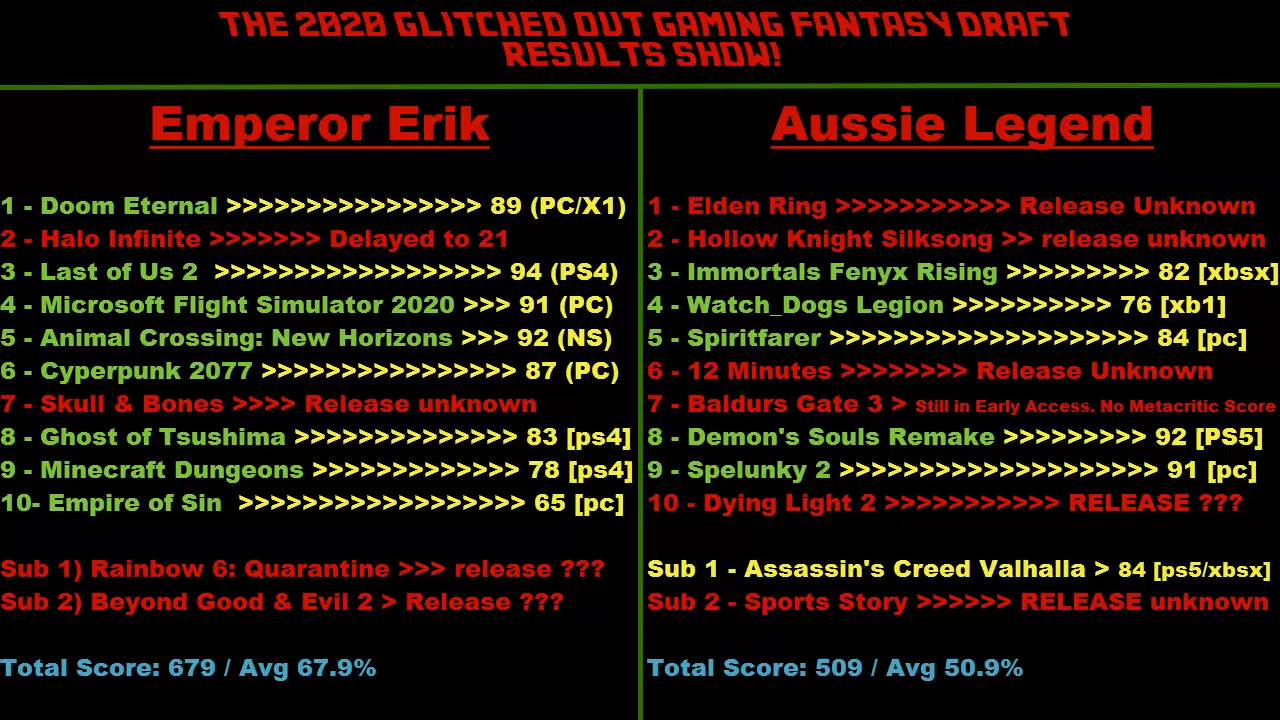 THE 2020 GLITCHED OUT GAMING FANTASY DRAFT
RESULTS SHOW!
Emperor Erik
1 - Doom Eternal >>>>>>>>>>>>>>>> 89 (PC/X1)
2 - Halo Infinite >>>>>>> Delayed to 21
3 - Last of Us 2 >>>>>>>>>>>>>>>>>> 94 (PS4)
4 - Microsoft Flight Simulator 2020 >>> 91 (PC)
5 - Animal Crossing: New Horizons >>> 92 (NS)
6 - Cyperpunk 2077 >>>>>>>>>>>>>>>> 87 (PC)
7 - Skull & Bones >>>> Release unknown
8 - Ghost of Tsushima >>>>>>>>>>>>>> 83 [ps4]
9 - Minecraft Dungeons >>>>>>>>>>>>> 78 [ps4]
10- Empire of Sin >>>>>>>>>>>>>>>>>> 65 [pc]
Sub 1) Rainbow 6: Quarantine >>> release ???
Sub 2) Beyond Good & Evil 2 > Release ???
Total Score: 679 / Avg 67.9%
Aussie Legend
1 - Elden Ring >>>>>>>>>>> Release Unknown
2 - Hollow Knight Silksong >> release unknown
3 - Immortals Fenyx Rising >>>>>>>>> 82 [xbsx]
4 - Watch_Dogs Legion >>>>>>>>>> 76 [xb1]
5 - Spiritfarer >>>>>>>>>>>>>>>>>>>> 84 [pc]
6 - 12 Minutes >>>>>>>> Release Unknown
7 - Baldurs Gate 3 > Still in Early Access. No Metacritic Score
8 - Demon's Souls Remake >>>>>>>>> 92 [PS5]
9 - Spelunky 2 >>>>>>>>>>>>>>>>>>>> 91 [pc]
10 - Dying Light 2 >>>>>>>>>>> RELEASE ???
Sub 1 - Assassin's Creed Valhalla > 84 [ps5/xbsx]
Sub 2 - Sports Story >>>>>> RELEASE unknown
Total Score: 509 / Avg 50.9%